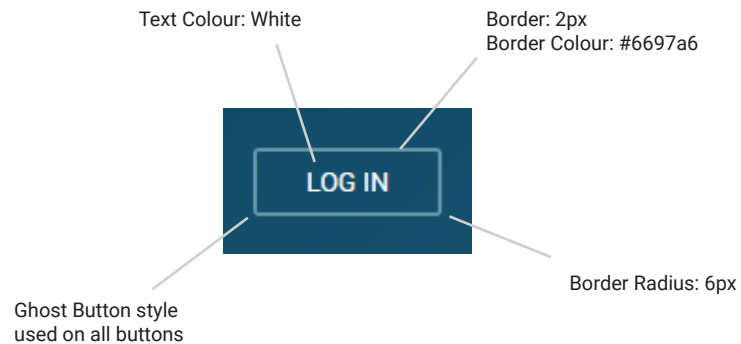 Text Colour: White
Border: 2px
Border Colour: #6697a6
LOG IN
Border Radius: 6px
Ghost Button style
used on all buttons